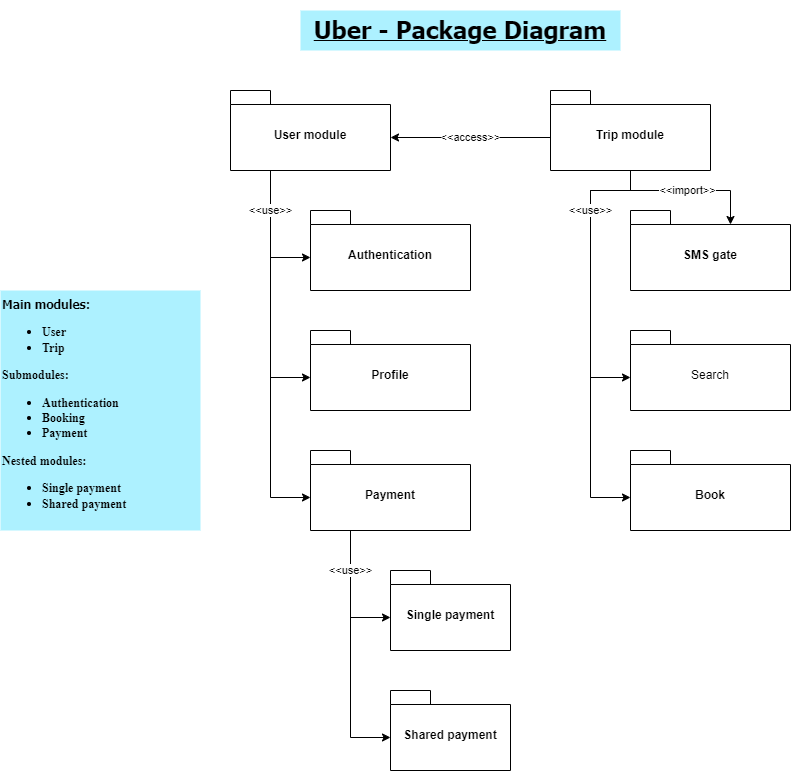 Uber - Package Diagram
User module
<<access>>
Trip module
<<use>>
Authentication
Profile
Payment
<<use>>
Single payment
Shared payment
<<import>>
<<use>>
SMS gate
Search
Book
Main modules:
User
Trip
Submodules:
Authentication
Booking
Payment
Nested modules:
Single payment
Shared payment